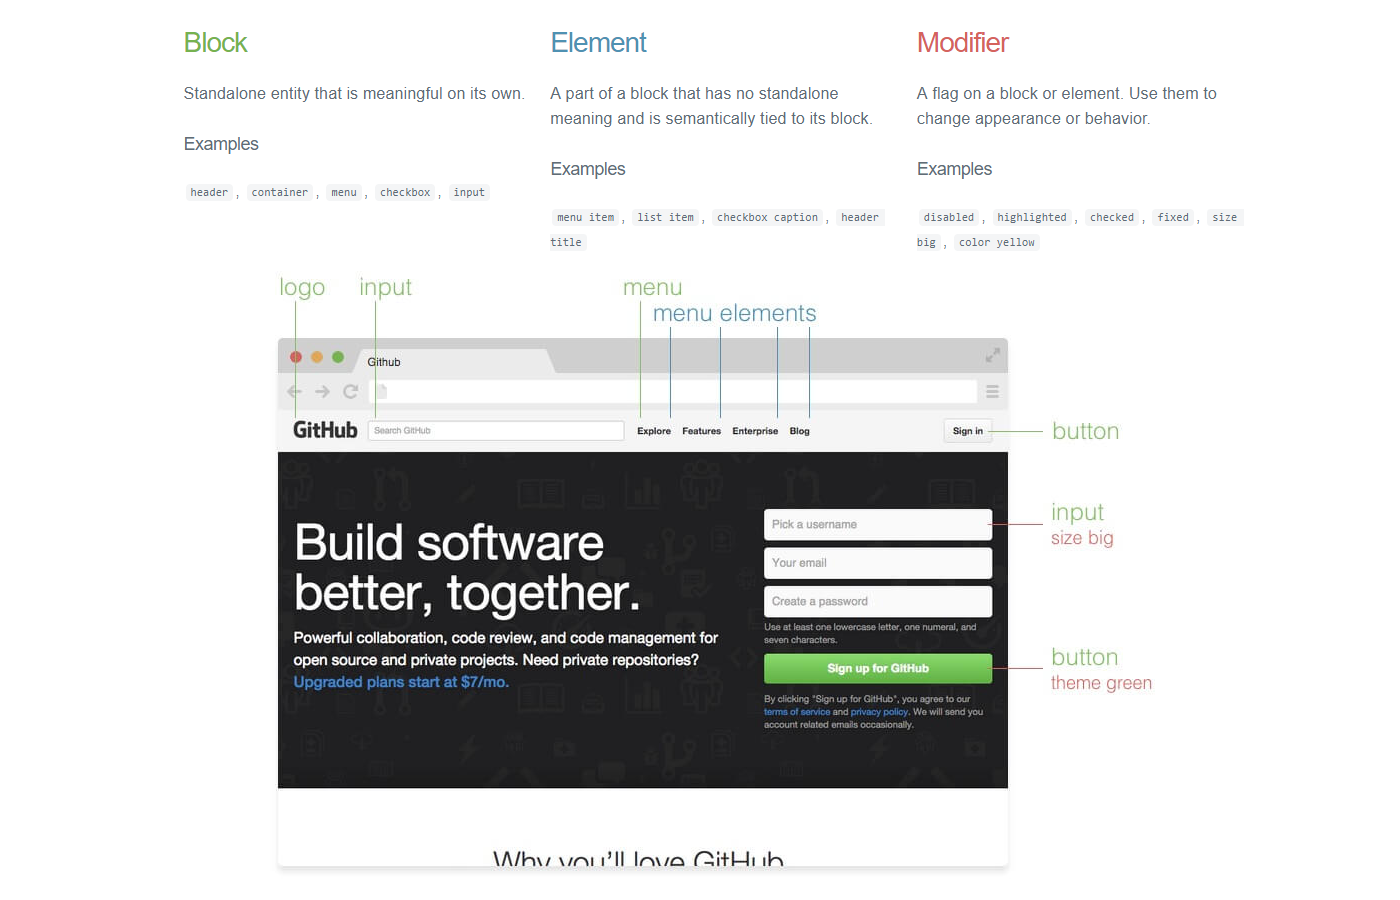 Block
Standalone entity that is meaningful on its own.
Examples
header , container , menu , checkbox , input
Element
A part of a block that has no standalone
meaning and is semantically tied to its block.
Examples
menu item , list item , checkbox caption , header
title
Modifier
A flag on a block or element. Use them to
change appearance or behavior.
Examples
disabled , highlighted , checked , fixed , size
big , color yellow
logo input menu
menu elements
Github
GitHub Search GitHub Explore Features Enterprise Blog Sign in button
Build software
better, together.
Powerful collaboration, code review, and code management for
open source and private projects. Need private repositories?
Upgraded plans start at $7/mo.
Pick a username
input
size big
Your email
Create a password
Use at least one lowercase letter, one numeral, and
seven characters.
Sign up for GitHub
button
theme green
By clicking "Sign up for GitHub", you agree to our
terms of service and privacy policy. We will send you
account related emails occasionally.
Why you'll love GitHub